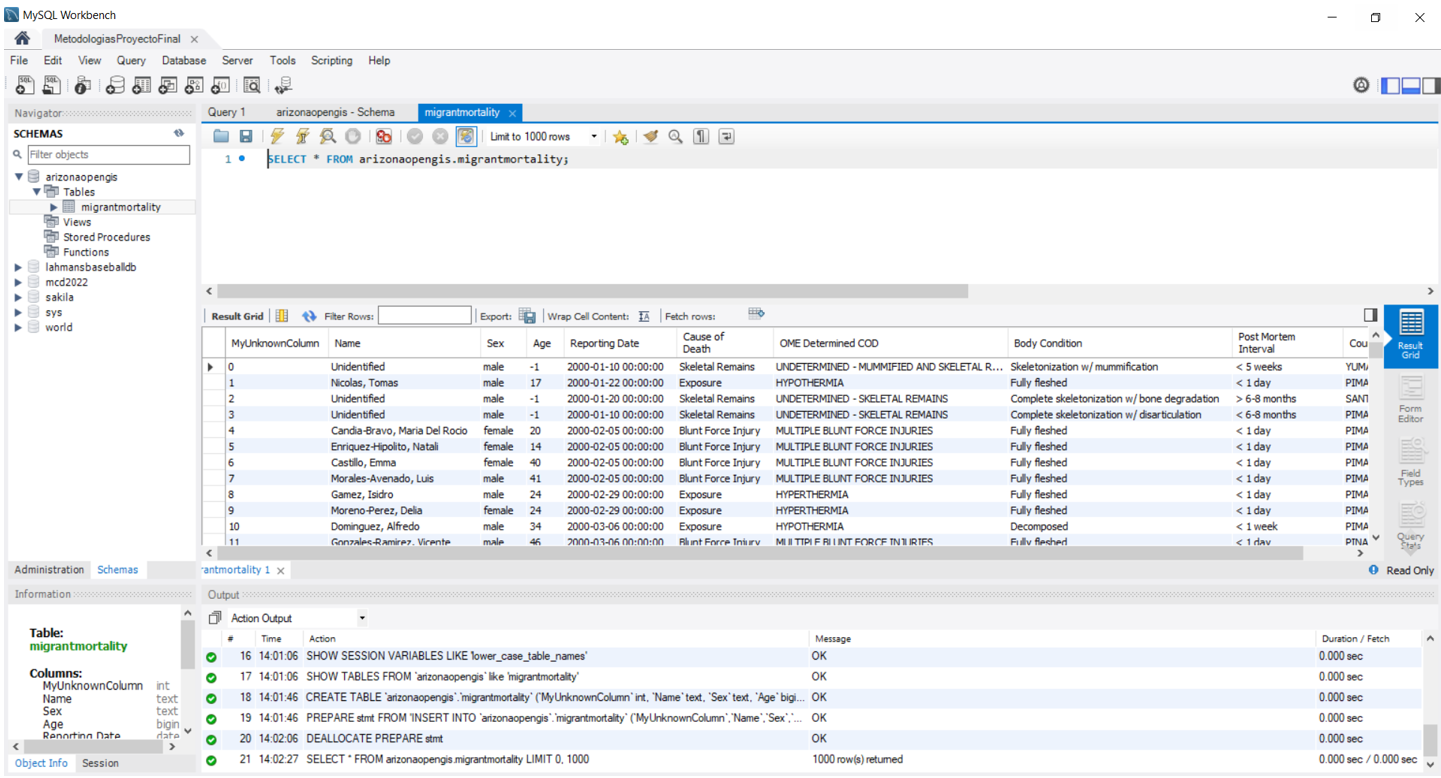 MySQL Workbench
MetodologiasProyectoFinal
File Edit View Query Database Server Tools Scripting Help
Navigator
SCHEMAS
Filter objects
arizonaopengis
Tables
migrantmortality
Views
Stored Procedures
Functions
lahmansbaseballdb
mcd2022
sakila
sys
world
Administration Schemas
Query 1 arizonaopengis - Schema migrantmortality
Limit to 1000 rows
1 SELECT * FROM arizonaopengis.migrantmortality;
Result Grid Filter Rows: Export: Wrap Cell Content: Fetch rows:
MyUnknownColumn Name Sex Age Reporting Date Cause of Death OME Determined COD Body Condition Post Mortem Interval Cou
0 Unidentified male -1 2000-01-10 00:00:00 Skeletal Remains UNDETERMINED - MUMMIFIED AND SKELETAL R... Skeletonization w/ mummification < 5 weeks YUMA
1 Nicolas, Tomas male 17 2000-01-22 00:00:00 Exposure HYPOTHERMIA Fully fleshed < 1 day PIMA
2 Unidentified male -1 2000-01-20 00:00:00 Skeletal Remains UNDETERMINED - SKELETAL REMAINS Complete skeletonization w/ bone degradation > 6-8 months SANT
3 Unidentified male -1 2000-01-10 00:00:00 Skeletal Remains UNDETERMINED - SKELETAL REMAINS Complete skeletonization w/ disarticulation < 6-8 months PIMA
4 Candia-Bravo, Maria Del Rocio female 20 2000-02-05 00:00:00 Blunt Force Injury MULTIPLE BLUNT FORCE INJURIES Fully fleshed < 1 day PIMA
5 Enriquez-Hipolito, Natali female 14 2000-02-05 00:00:00 Blunt Force Injury MULTIPLE BLUNT FORCE INJURIES Fully fleshed < 1 day PIMA
6 Castillo, Emma female 40 2000-02-05 00:00:00 Blunt Force Injury MULTIPLE BLUNT FORCE INJURIES Fully fleshed < 1 day PIMA
7 Morales-Avenado, Luis male 41 2000-02-05 00:00:00 Blunt Force Injury MULTIPLE BLUNT FORCE INJURIES Fully fleshed < 1 day PIMA
8 Gamez, Isidro male 24 2000-02-29 00:00:00 Exposure HYPERTHERMIA Fully fleshed < 1 day PIMA
9 Moreno-Perez, Delia female 24 2000-02-29 00:00:00 Exposure HYPERTHERMIA Fully fleshed < 1 day PIMA
10 Dominguez, Alfredo male 34 2000-03-06 00:00:00 Exposure HYPOTHERMIA Decomposed < 1 week PIMA
11 Gonzales-Ramirez, Vicente male 46 2000-03-06 00:00:00 Blunt Force Injury MULTIPLE BLUNT FORCE INJURIES Fully fleshed < 1 day PINA
Result Grid
Form Editor
Field Types
Query Stats
rantmortality 1
Read Only
Information
Table:
migrantmortality
Columns:
MyUnknownColumn int
Name text
Sex text
Age bigin
Reporting Date date
Object Info Session
Output
Action Output
# Time Action Message Duration / Fetch
16 14:01:06 SHOW SESSION VARIABLES LIKE 'lower_case_table_names' OK 0.000 sec
17 14:01:06 SHOW TABLES FROM `arizonaopengis` like 'migrantmortality' OK 0.000 sec
18 14:01:46 CREATE TABLE `arizonaopengis`.`migrantmortality` (`MyUnknownColumn` int, `Name` text, `Sex` text, `Age` bigi... OK 0.000 sec
19 14:01:46 PREPARE stmt FROM 'INSERT INTO `arizonaopengis`.`migrantmortality` (`MyUnknownColumn`,`Name`,`Sex`,`... OK 0.000 sec
20 14:02:06 DEALLOCATE PREPARE stmt OK 0.000 sec
21 14:02:27 SELECT * FROM arizonaopengis.migrantmortality LIMIT 0, 1000 1000 row(s) returned 0.000 sec / 0.000 sec